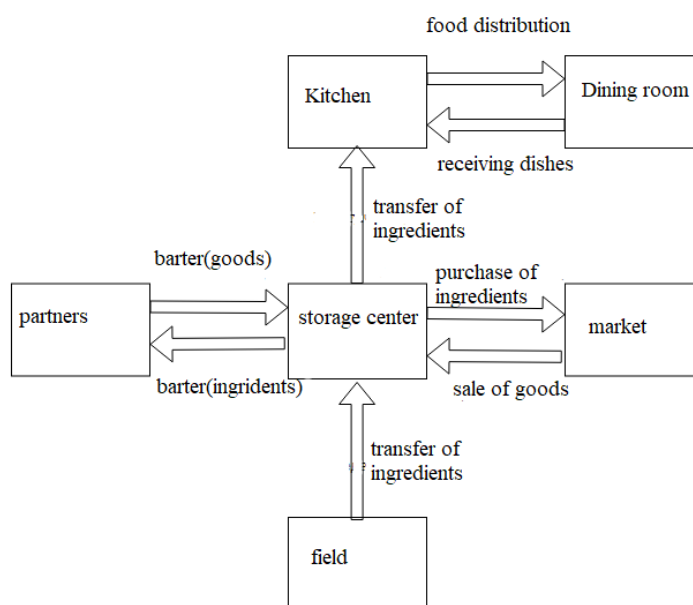 food distribution
Kitchen
Dining room
receiving dishes
transfer of
ingredients
barter(goods)
purchase of
ingredients
partners
storage center
market
barter(ingridents)
sale of goods
transfer of
ingredients
field